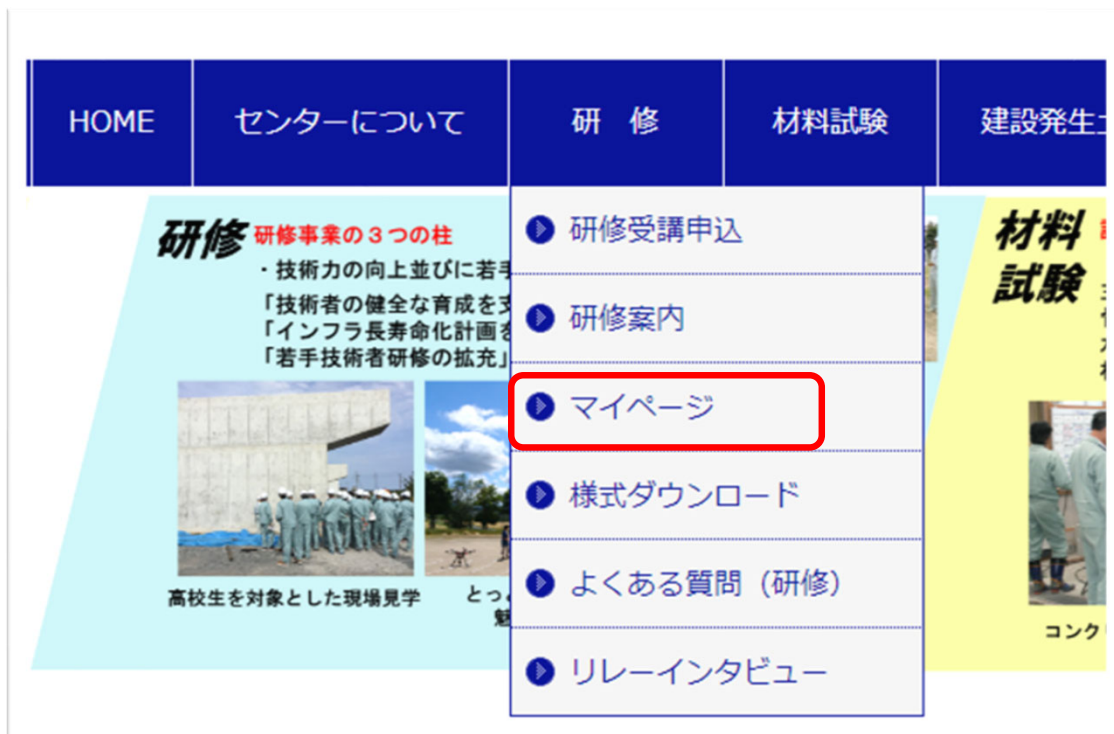 HOME
センターについて
研 修
材料試験
建設発生
研修
研修事業の３つの柱
・技術力の向上並びに若手
「技術者の健全な育成を支
「インフラ長寿命化計画を
「若手技術者研修の拡充」
高校生を対象とした現場見学
とっ
魅
研修受講申込
研修案内
マイページ
様式ダウンロード
よくある質問（研修）
リレーインタビュー
材料
試験
コンク